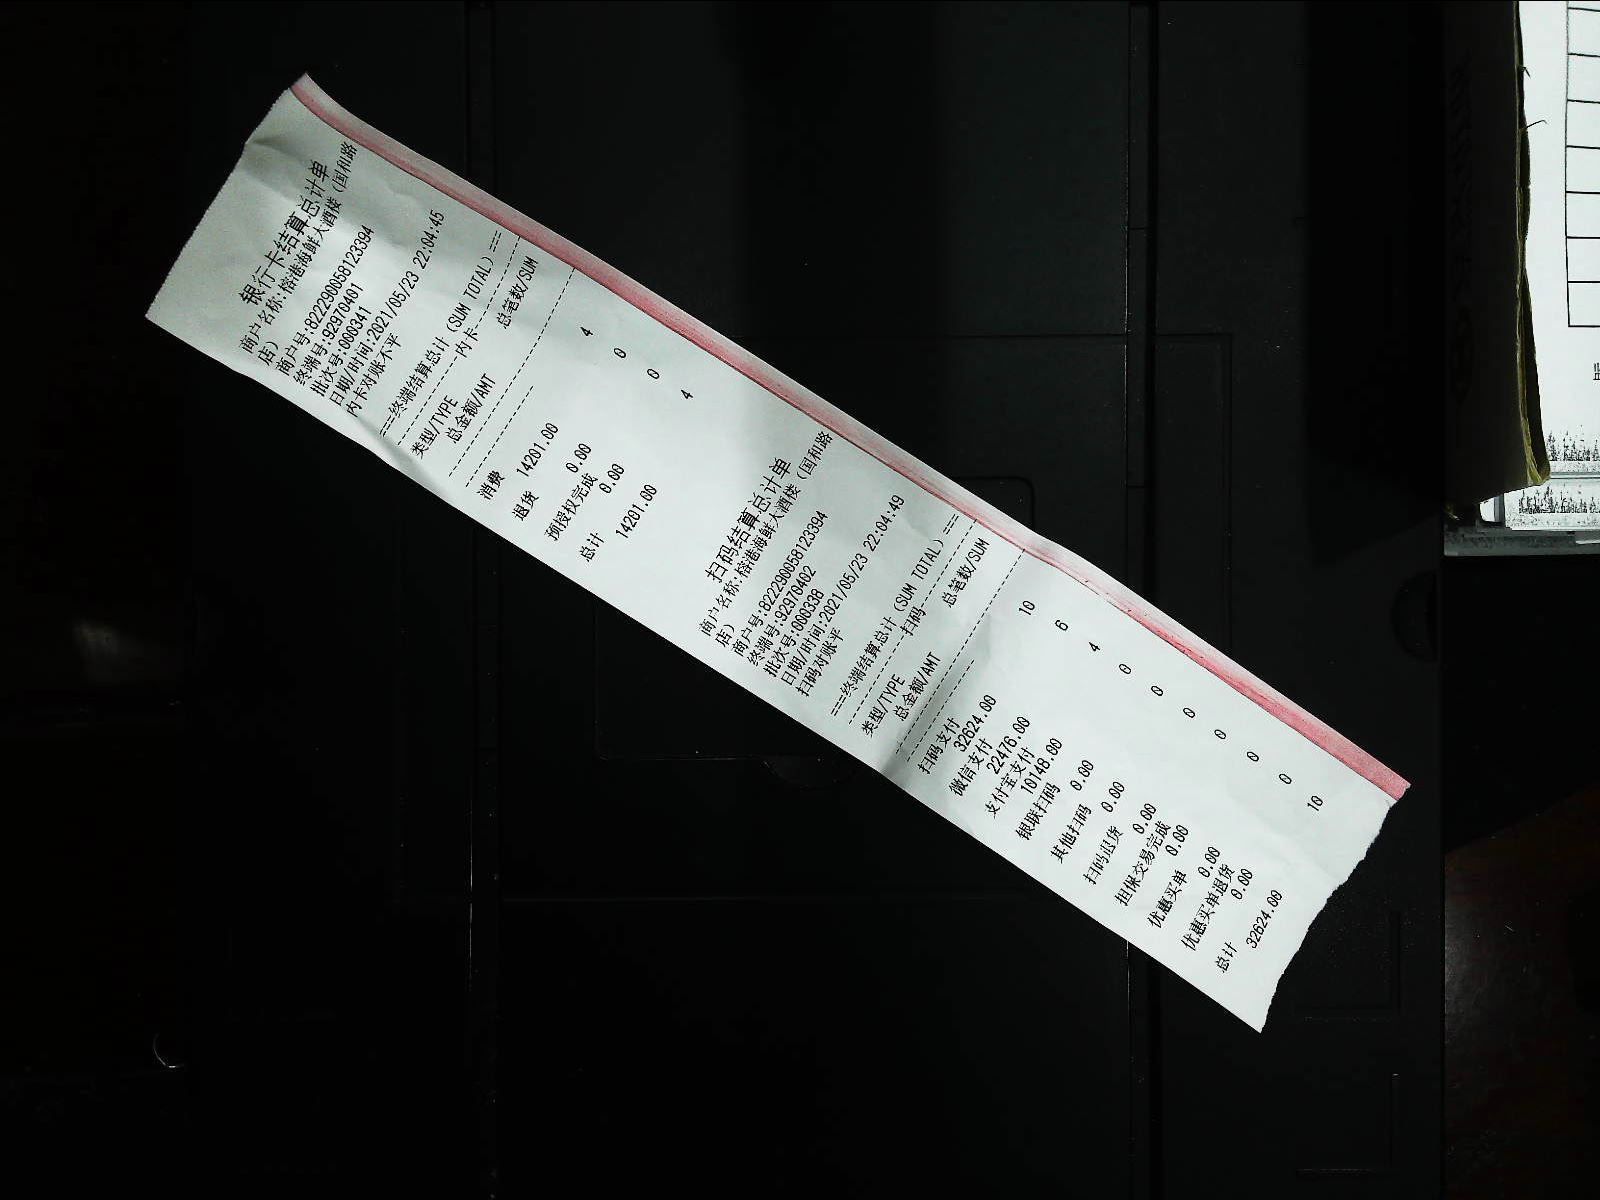 银行卡结算总计单
商户名称:榕港海鲜大酒楼（国和路
店）
商户号:822290058123394
终端号:92970401
批次号:000341
日期/时间:2021/05/23 22:04:45
内卡对账不平
===终端结算总计（SUM TOTAL）===
---内卡---
类型/TYPE 总笔数/SUM
总金额/AMT
消费 4
14201.00
退货 0
0.00
预授权完成 0
0.00
总计 4
14201.00
扫码结算总计单
商户名称:榕港海鲜大酒楼（国和路
店）
商户号:822290058123394
终端号:92970402
批次号:000338
日期/时间:2021/05/23 22:04:49
扫码对账平
===终端结算总计（SUM TOTAL）===
---扫码---
类型/TYPE 总笔数/SUM
总金额/AMT
扫码支付 10
32624.00
微信支付 6
22476.00
支付宝支付 4
10148.00
银联扫码 0
0.00
其他扫码 0
0.00
扫码退货 0
0.00
担保交易完成 0
0.00
优惠买单 0
0.00
优惠买单退货 0
0.00
总计 10
32624.00